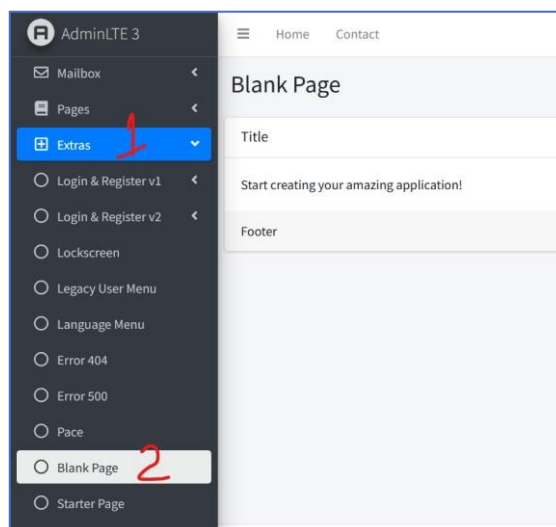 AdminLTE 3
Home Contact
Mailbox
Pages
Extras 1
Login & Register v1
Login & Register v2
Lockscreen
Legacy User Menu
Language Menu
Error 404
Error 500
Pace
Blank Page 2
Starter Page
Blank Page
Title
Start creating your amazing application!
Footer